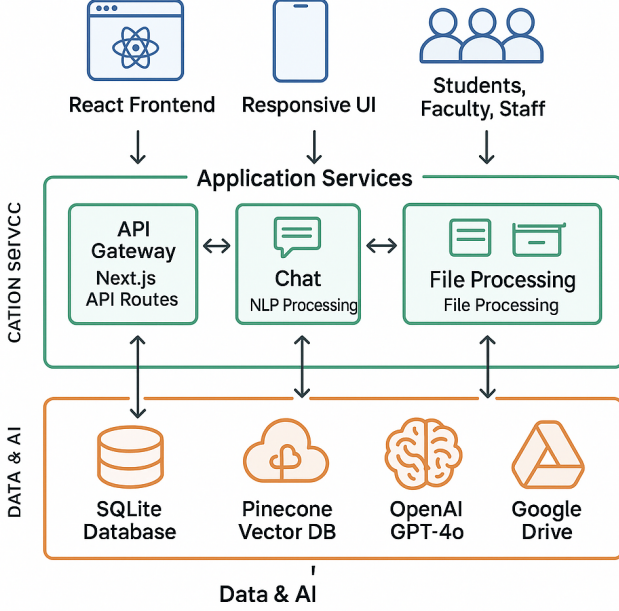 React Frontend
Responsive UI
Students,
Faculty, Staff
Application Services
CATION SERVCC
API
Gateway
Next.js
API Routes
Chat
NLP Processing
File Processing
File Processing
DATA & AI
SQLite
Database
Pinecone
Vector DB
OpenAI
GPT-4o
Google
Drive
Data & AI